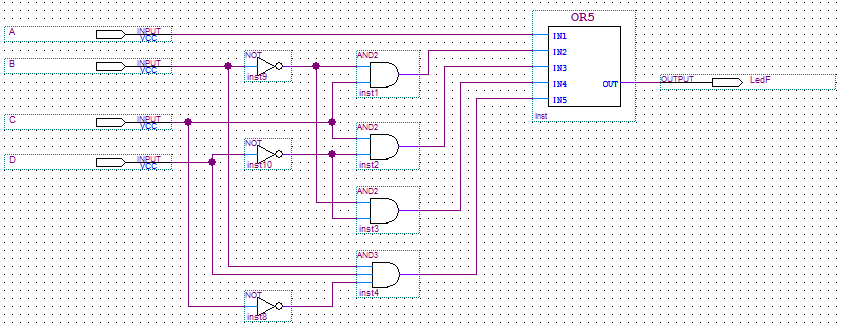 OR5
A
INPUT
VCC
IN1
B
INPUT
VCC
NOT
inst9
AND2
inst1
IN2
IN3
IN4
OUT
IN5
OUTPUT
LedF
inst
C
INPUT
VCC
AND2
inst2
D
INPUT
VCC
NOT
inst10
AND2
inst3
AND3
inst4
NOT
inst8